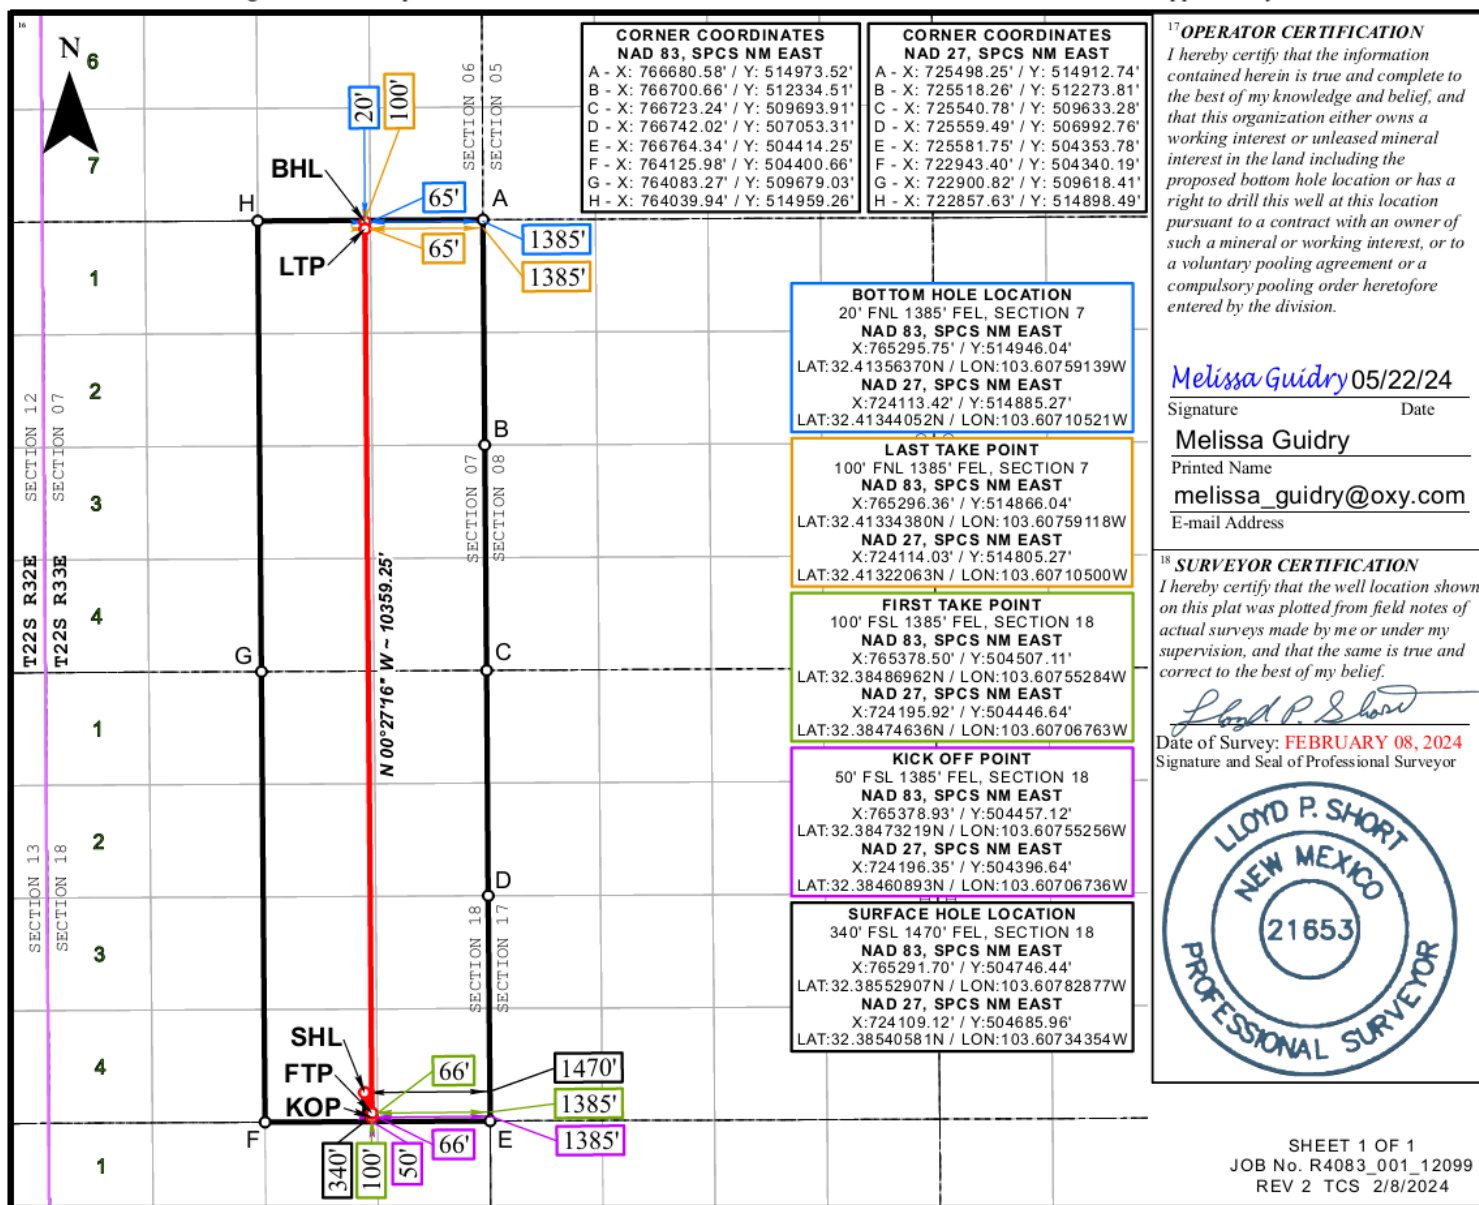 16
N
6
7
1
2
3
4
1
2
3
4
1
SECTION 12
SECTION 07
T22S R32E
T22S R33E
SECTION 13
SECTION 18
SECTION 06
SECTION 05
SECTION 07
SECTION 08
SECTION 18
SECTION 17
20'
100'
BHL
H
65'
A
1385'
LTP
65'
1385'
B
G
C
N 00°27'16" W ~ 10359.25'
D
SHL
66'
1470'
FTP
1385'
KOP
F
66'
E
1385'
340'
100'
50'
CORNER COORDINATES
NAD 83, SPCS NM EAST
A - X: 766680.58' / Y: 514973.52'
B - X: 766700.66' / Y: 512334.51'
C - X: 766723.24' / Y: 509693.91'
D - X: 766742.02' / Y: 507053.31'
E - X: 766764.34' / Y: 504414.25'
F - X: 764125.98' / Y: 504400.66'
G - X: 764083.27' / Y: 509679.03'
H - X: 764039.94' / Y: 514959.26'
CORNER COORDINATES
NAD 27, SPCS NM EAST
A - X: 725498.25' / Y: 514912.74'
B - X: 725518.26' / Y: 512273.81'
C - X: 725540.78' / Y: 509633.28'
D - X: 725559.49' / Y: 506992.76'
E - X: 725581.75' / Y: 504353.78'
F - X: 722943.40' / Y: 504340.19'
G - X: 722900.82' / Y: 509618.41'
H - X: 722857.63' / Y: 514898.49'
BOTTOM HOLE LOCATION
20' FNL 1385' FEL, SECTION 7
NAD 83, SPCS NM EAST
X:765295.75' / Y:514946.04'
LAT:32.41356370N / LON:103.60759139W
NAD 27, SPCS NM EAST
X:724113.42' / Y:514885.27'
LAT:32.41344052N / LON:103.60710521W
LAST TAKE POINT
100' FNL 1385' FEL, SECTION 7
NAD 83, SPCS NM EAST
X:765296.36' / Y:514866.04'
LAT:32.41334380N / LON:103.60759118W
NAD 27, SPCS NM EAST
X:724114.03' / Y:514805.27'
LAT:32.41322063N / LON:103.60710500W
FIRST TAKE POINT
100' FSL 1385' FEL, SECTION 18
NAD 83, SPCS NM EAST
X:765378.50' / Y:504507.11'
LAT:32.38486962N / LON:103.60755284W
NAD 27, SPCS NM EAST
X:724195.92' / Y:504446.64'
LAT:32.38474636N / LON:103.60706763W
KICK OFF POINT
50' FSL 1385' FEL, SECTION 18
NAD 83, SPCS NM EAST
X:765378.93' / Y:504457.12'
LAT:32.38473219N / LON:103.60755256W
NAD 27, SPCS NM EAST
X:724196.35' / Y:504396.64'
LAT:32.38460893N / LON:103.60706736W
SURFACE HOLE LOCATION
340' FSL 1470' FEL, SECTION 18
NAD 83, SPCS NM EAST
X:765291.70' / Y:504746.44'
LAT:32.38552907N / LON:103.60782877W
NAD 27, SPCS NM EAST
X:724109.12' / Y:504685.96'
LAT:32.38540581N / LON:103.60734354W
17 OPERATOR CERTIFICATION
I hereby certify that the information
contained herein is true and complete to
the best of my knowledge and belief, and
that this organization either owns a
working interest or unleased mineral
interest in the land including the
proposed bottom hole location or has a
right to drill this well at this location
pursuant to a contract with an owner of
such a mineral or working interest, or to
a voluntary pooling agreement or a
compulsory pooling order heretofore
entered by the division.
Melissa Guidry 05/22/24
Signature Date
Melissa Guidry
Printed Name
melissa_guidry@oxy.com
E-mail Address
18 SURVEYOR CERTIFICATION
I hereby certify that the well location shown
on this plat was plotted from field notes of
actual surveys made by me or under my
supervision, and that the same is true and
correct to the best of my belief.
Lloyd P. Short
Date of Survey: FEBRUARY 08, 2024
Signature and Seal of Professional Surveyor
LLOYD P. SHORT
NEW MEXICO
21653
PROFESSIONAL SURVEYOR
SHEET 1 OF 1
JOB No. R4083_001_12099
REV 2 TCS 2/8/2024